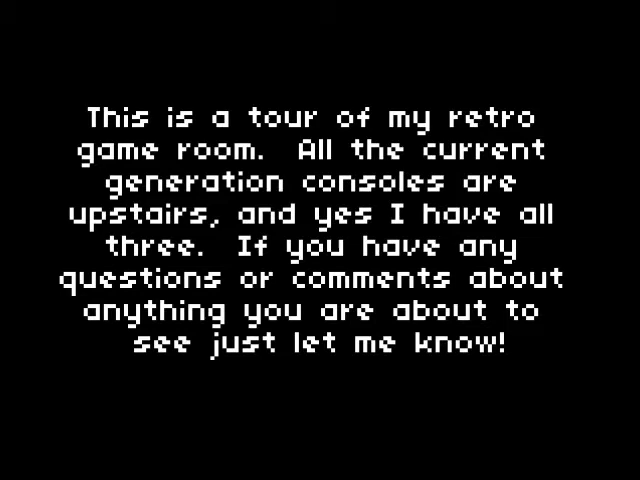 This is a tour of my retro
game room.  All the current
generation consoles are
upstairs, and yes I have all
three.  If you have any
questions or comments about
anything you are about to
see just let me know!